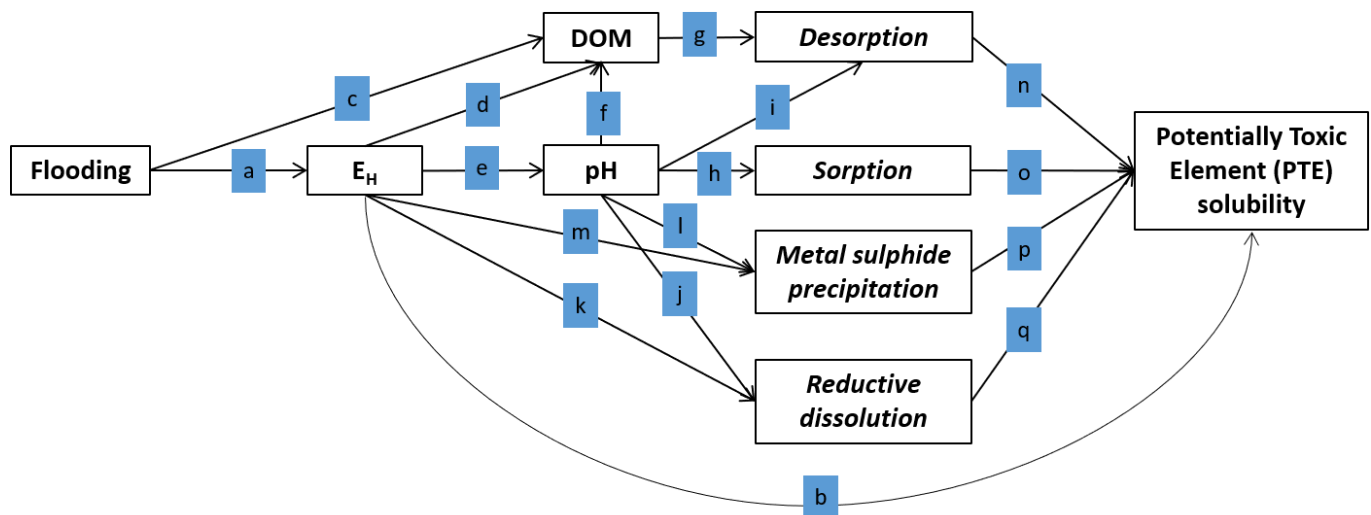 DOM
g
Desorption
c
d
f
i
n
Flooding
a
E_H
e
pH
h
Sorption
o
Potentially Toxic
Element (PTE)
solubility
m
l
Metal sulphide
precipitation
p
k
j
q
Reductive
dissolution
b